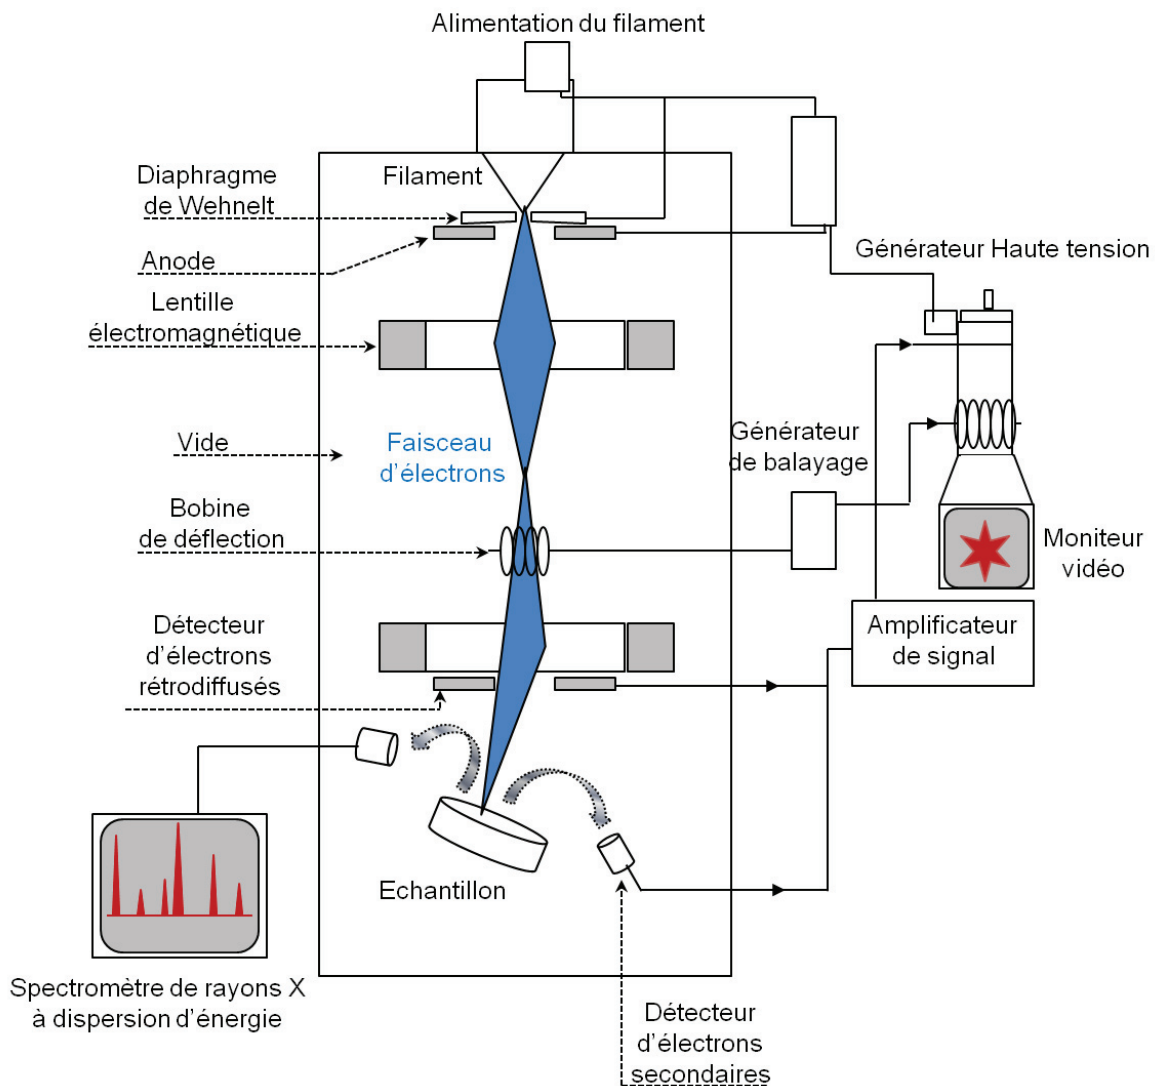 Alimentation du filament
Diaphragme
de Wehnelt
Filament
Anode
Générateur Haute tension
Lentille
électromagnétique
Vide
Faisceau
d’électrons
Générateur
de balayage
Bobine
de déflection
Moniteur
vidéo
Détecteur
d’électrons
rétrodiffusés
Amplificateur
de signal
Echantillon
Spectromètre de rayons X
à dispersion d’énergie
Détecteur
d’électrons
secondaires